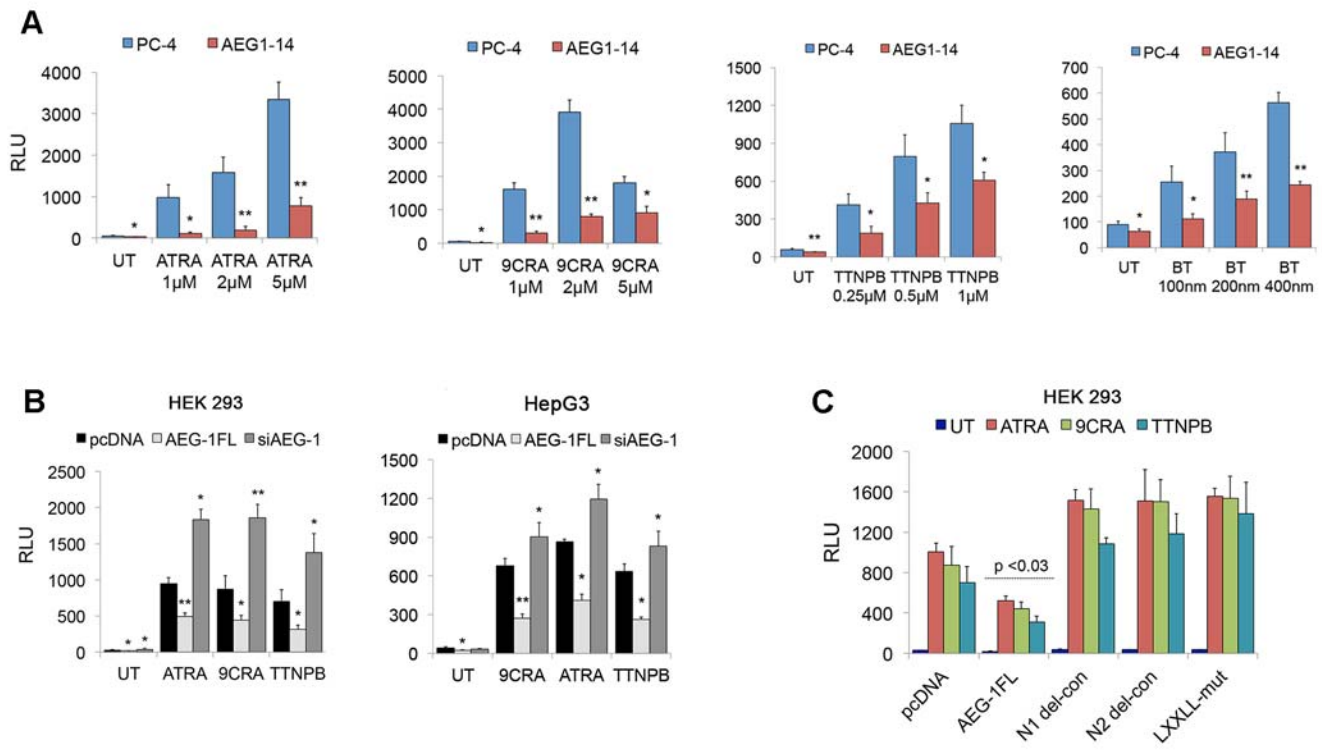 A
PC-4 AEG1-14
RLU
4000
3000
2000
1000
0
* * ** **
UT ATRA ATRA ATRA
1µM 2µM 5µM
PC-4 AEG1-14
5000
4000
3000
2000
1000
0
* ** ** *
UT 9CRA 9CRA 9CRA
1µM 2µM 5µM
PC-4 AEG1-14
1500
1200
900
600
300
0
** * * *
UT TTNPB TTNPB TTNPB
0.25µM 0.5µM 1µM
PC-4 AEG1-14
700
600
500
400
300
200
100
0
* * ** **
UT BT BT BT
100nm 200nm 400nm
B
HEK 293
pcDNA AEG-1FL siAEG-1
RLU
2500
2000
1500
1000
500
0
* * ** * * ** * *
UT ATRA 9CRA TTNPB
HepG3
pcDNA AEG-1FL siAEG-1
1500
1200
900
600
300
0
* ** * * * * *
UT 9CRA ATRA TTNPB
C
HEK 293
UT ATRA 9CRA TTNPB
RLU
2000
1600
1200
800
400
0
p <0.03
pcDNA
AEG-1FL
N1 del-con
N2 del-con
LXXLL-mut